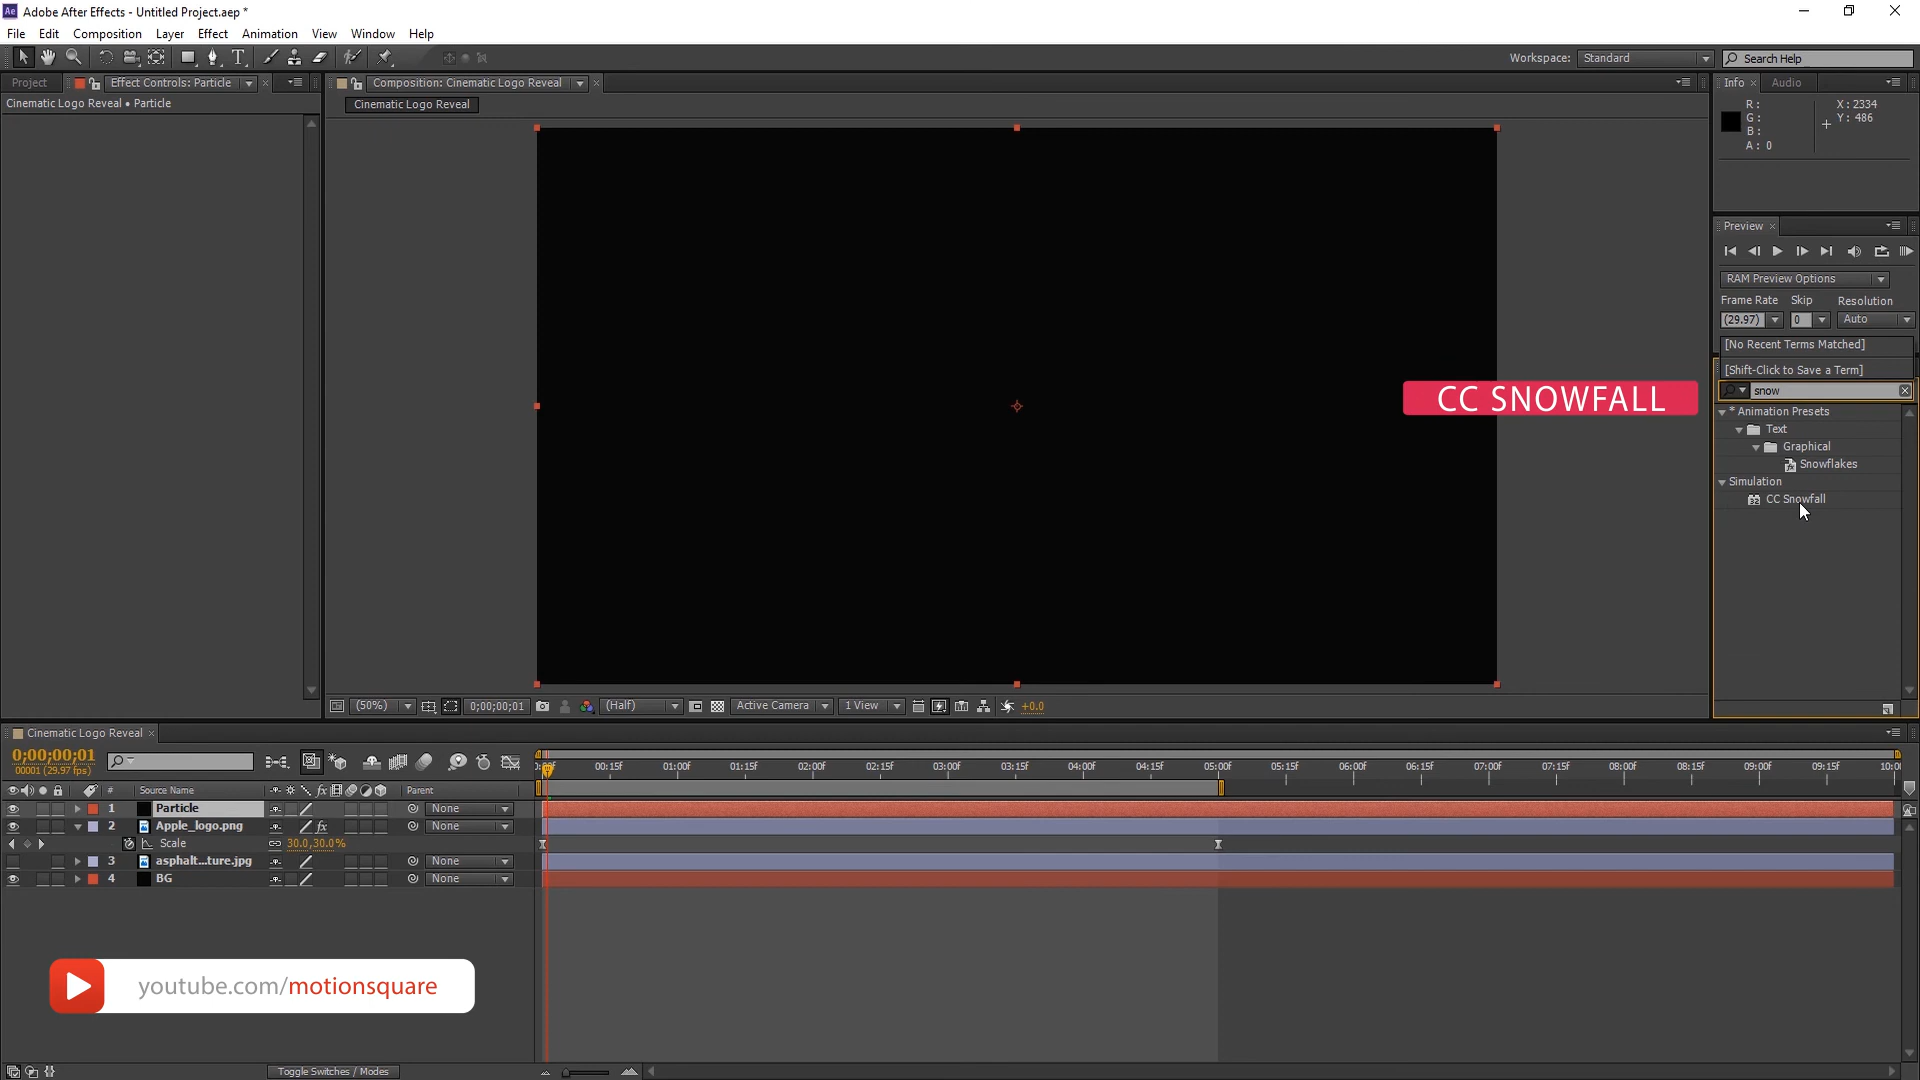 Adobe After Effects - Untitled Project.aep *
File Edit Composition Layer Effect Animation View Window Help
Workspace: Standard Search Help
Project Effect Controls: Particle Composition: Cinematic Logo Reveal Info Audio
Cinematic Logo Reveal • Particle
Cinematic Logo Reveal
R: X: 2334
G: Y: 486
B:
A: 0
Preview
RAM Preview Options
Frame Rate Skip Resolution
(29.97) 0 Auto
[No Recent Terms Matched]
[Shift-Click to Save a Term]
snow
CC SNOWFALL
* Animation Presets
Text
Graphical
Snowflakes
Simulation
CC Snowfall
(50%) 0;00;00;01 (Half) Active Camera 1 View +0.0
Cinematic Logo Reveal
0;00;00;01
00001 (29.97 fps)
00:15f 01:00f 01:15f 02:00f 02:15f 03:00f 03:15f 04:00f 04:15f 05:00f 05:15f 06:00f 06:15f 07:00f 07:15f 08:00f 08:15f 09:00f 09:15f 10:0
# Source Name fx Parent
1 Particle None
2 Apple_logo.png fx None
Scale 30.0,30.0%
3 asphalt...ture.jpg None
4 BG None
youtube.com/motionsquare
Toggle Switches / Modes